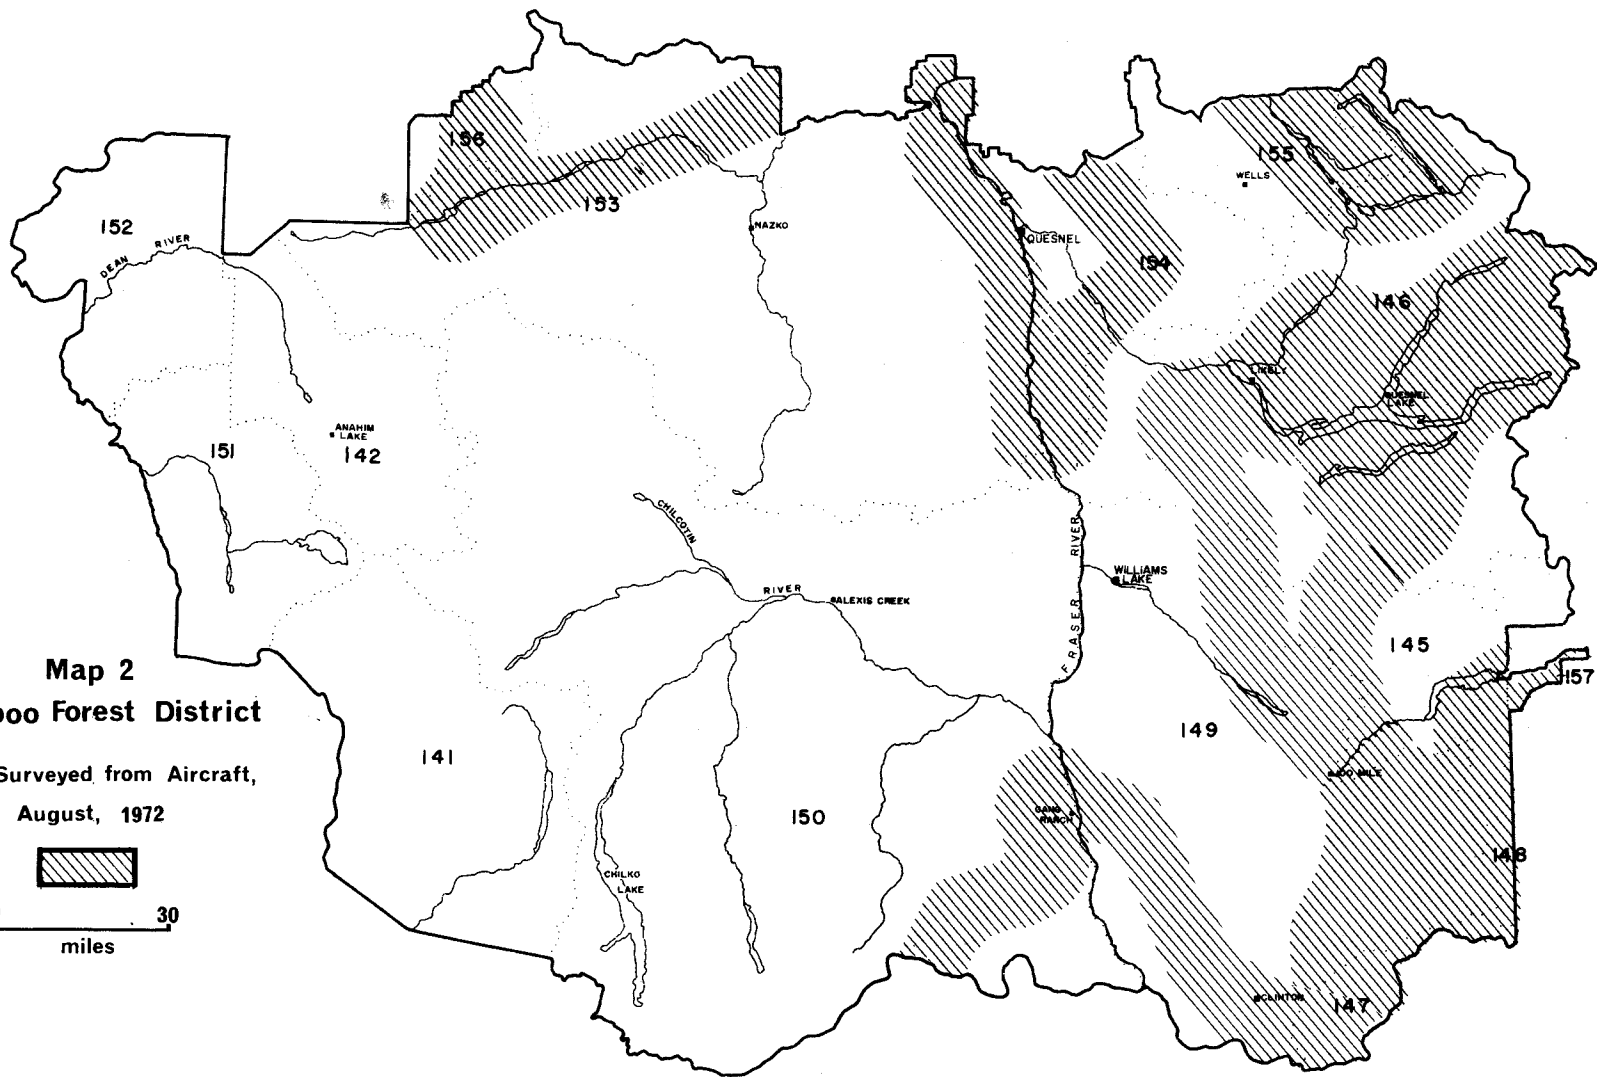 156
155
WELLS
153
152
DEAN RIVER
NAZKO
QUESNEL
154
146
LIKELY
QUESNEL
LAKE
ANAHIM
LAKE
142
151
CHILCOTIN
RIVER
FRASER RIVER
WILLIAMS
LAKE
ALEXIS CREEK
145
157
149
141
100 MILE
150
GANG
RANCH
148
CHILKO
LAKE
CLINTON
147
Map 2
boo Forest District
Surveyed from Aircraft,
August, 1972
30
miles